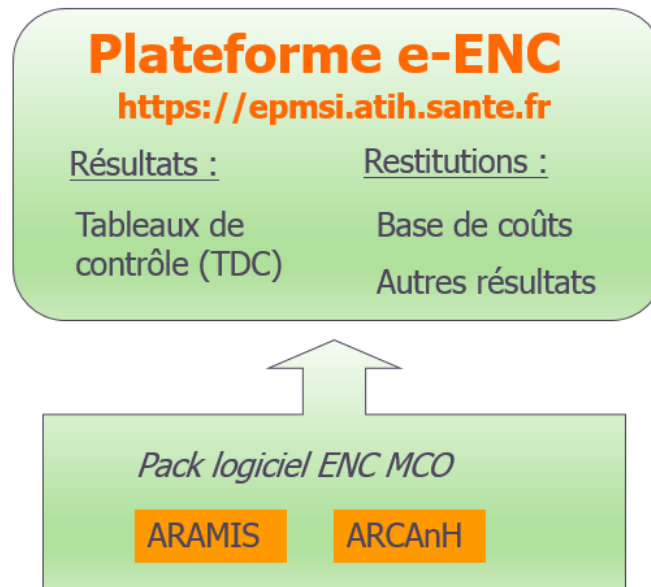 Plateforme e-ENC
https://epmsi.atih.sante.fr
Résultats :
Tableaux de
contrôle (TDC)
Restitutions :
Base de coûts
Autres résultats
Pack logiciel ENC MCO
ARAMIS
ARCAnH